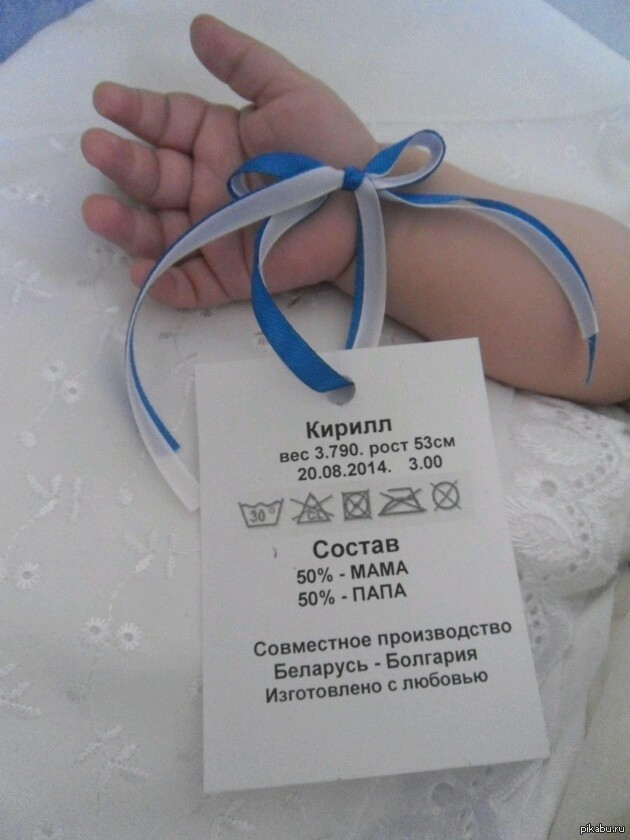 Кирилл
вес 3.790. рост 53см
20.08.2014. 3.00
30°
CL
Состав
50% - МАМА
50% - ПАПА
Совместное производство
Беларусь - Болгария
Изготовлено с любовью
pikabu.ru